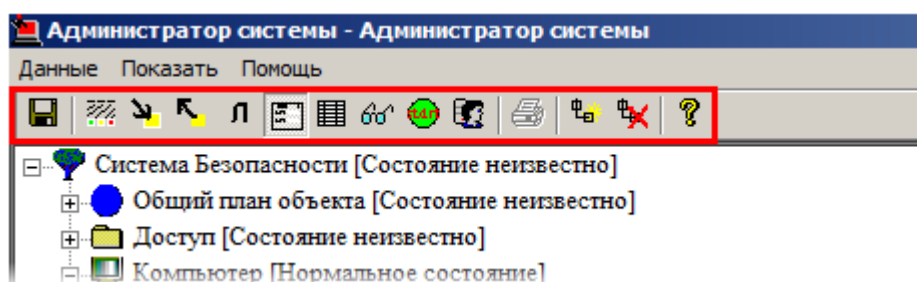 Администратор системы - Администратор системы
Данные Показать Помощь
Л t4n ?
Система Безопасности [Состояние неизвестно]
Общий план объекта [Состояние неизвестно]
Доступ [Состояние неизвестно]
Компьютер [Нормальное состояние]